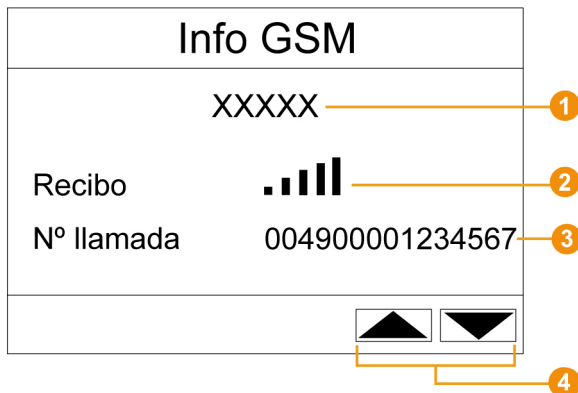 Info GSM
XXXXX
1
Recibo
2
Nº llamada 004900001234567
3
4